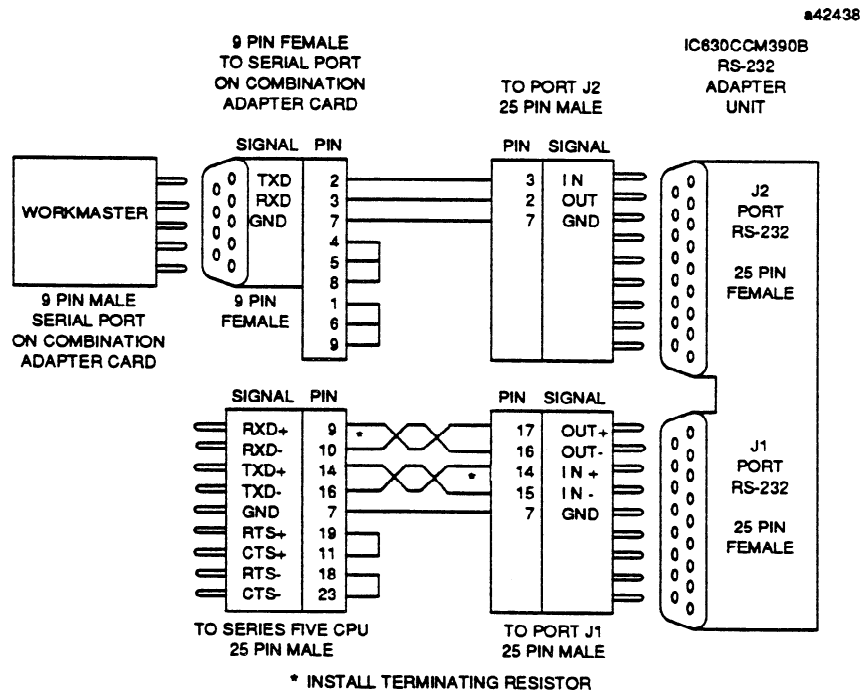 a42438
9 PIN FEMALE
TO SERIAL PORT
ON COMBINATION
ADAPTER CARD
TO PORT J2
25 PIN MALE
IC630CCM390B
RS-232
ADAPTER
UNIT
SIGNAL PIN
TXD 2
RXD 3
GND 7
4
5
8
1
6
9
9 PIN
FEMALE
WORKMASTER
9 PIN MALE
SERIAL PORT
ON COMBINATION
ADAPTER CARD
PIN SIGNAL
3 IN
2 OUT
7 GND
J2
PORT
RS-232
25 PIN
FEMALE
SIGNAL PIN
RXD+ 9 *
RXD- 10
TXD+ 14
TXD- 16
GND 7
RTS+ 19
CTS+ 11
RTS- 18
CTS- 23
TO SERIES FIVE CPU
25 PIN MALE
PIN SIGNAL
17 OUT+
16 OUT-
* 14 IN+
15 IN-
7 GND
TO PORT J1
25 PIN MALE
J1
PORT
RS-232
25 PIN
FEMALE
* INSTALL TERMINATING RESISTOR